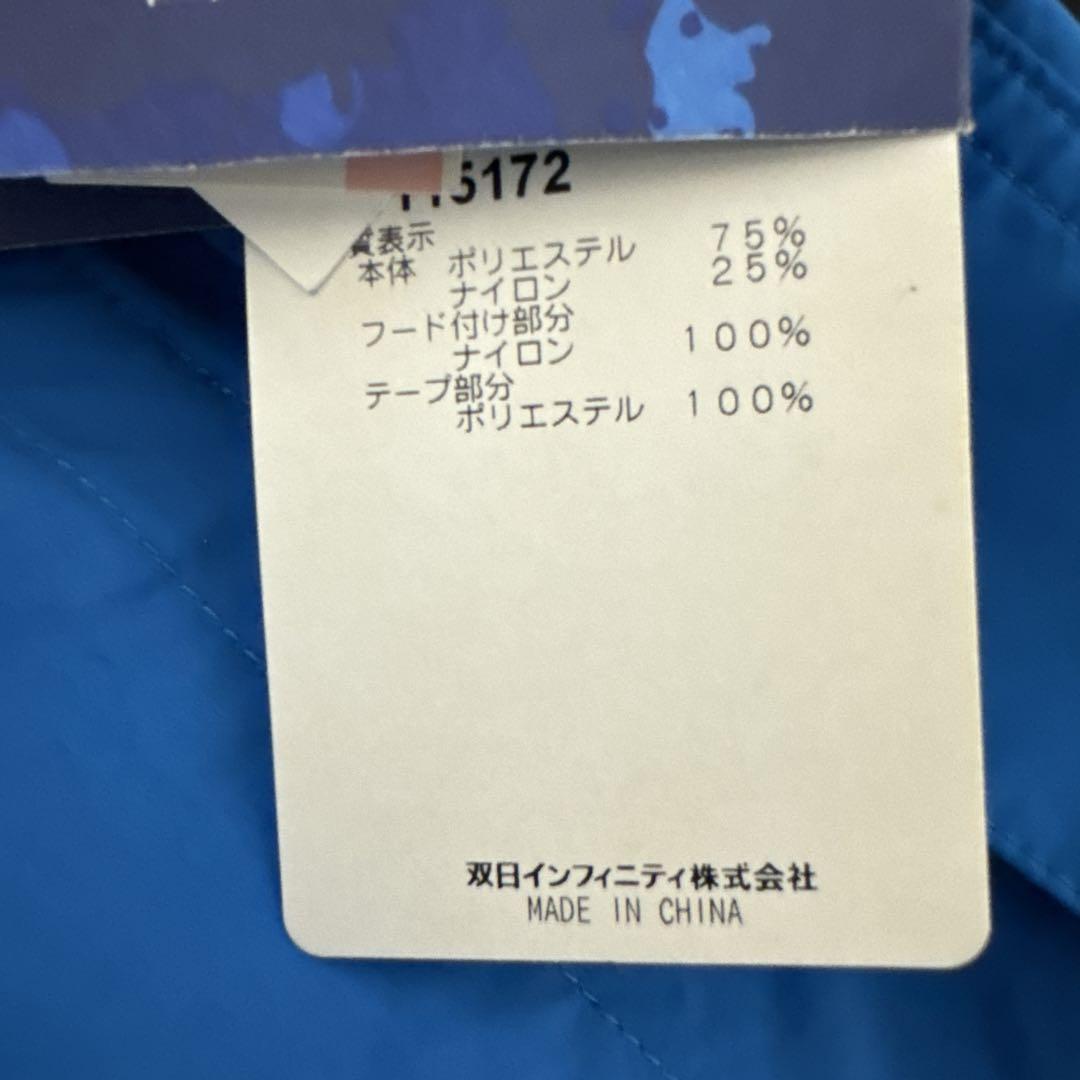 5172
質表示
本体 ポリエステル 75%
ナイロン 25%
フード付け部分
ナイロン 100%
テープ部分
ポリエステル 100%
双日インフィニティ株式会社
MADE IN CHINA